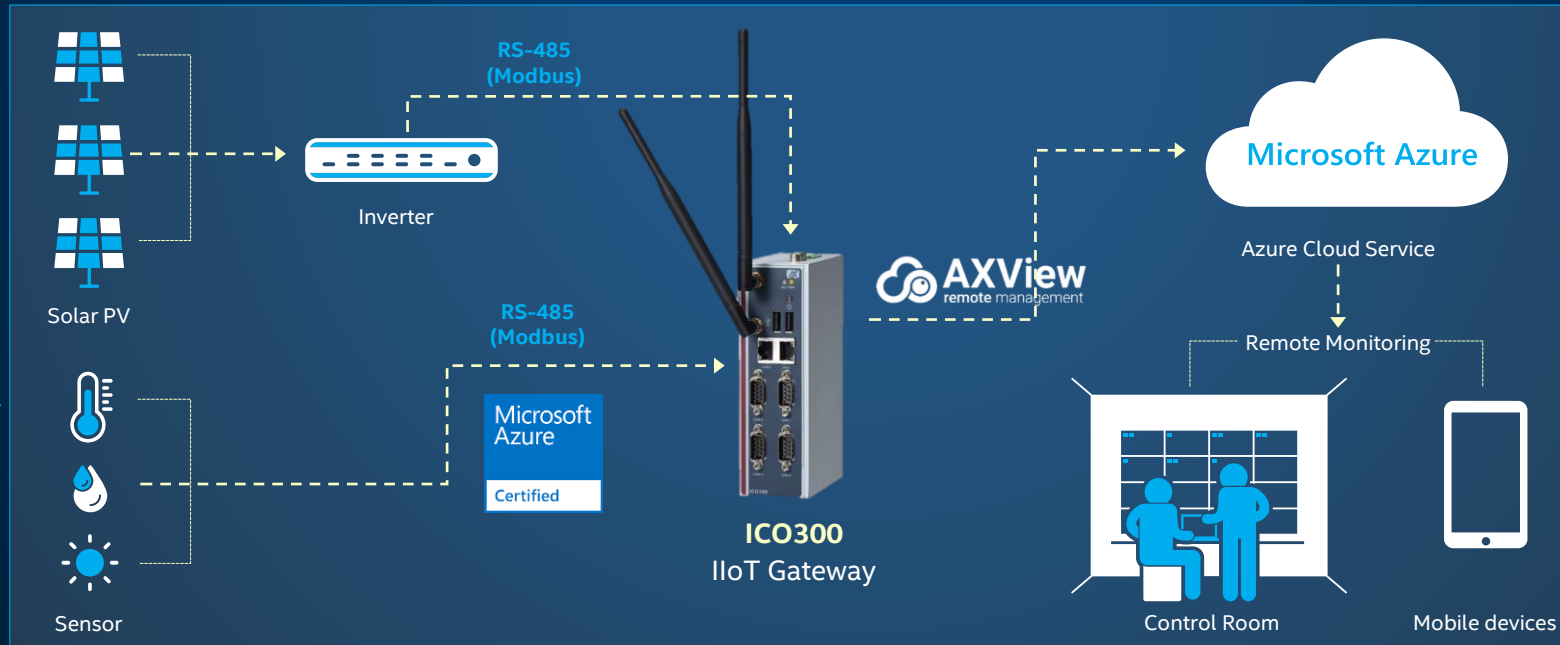 RS-485
(Modbus)
Inverter
Solar PV
RS-485
(Modbus)
Microsoft
Azure
Certified
Sensor
ICO300
ICO300
IIoT Gateway
AXView
remote management
Microsoft Azure
Azure Cloud Service
Remote Monitoring
Control Room
Mobile devices